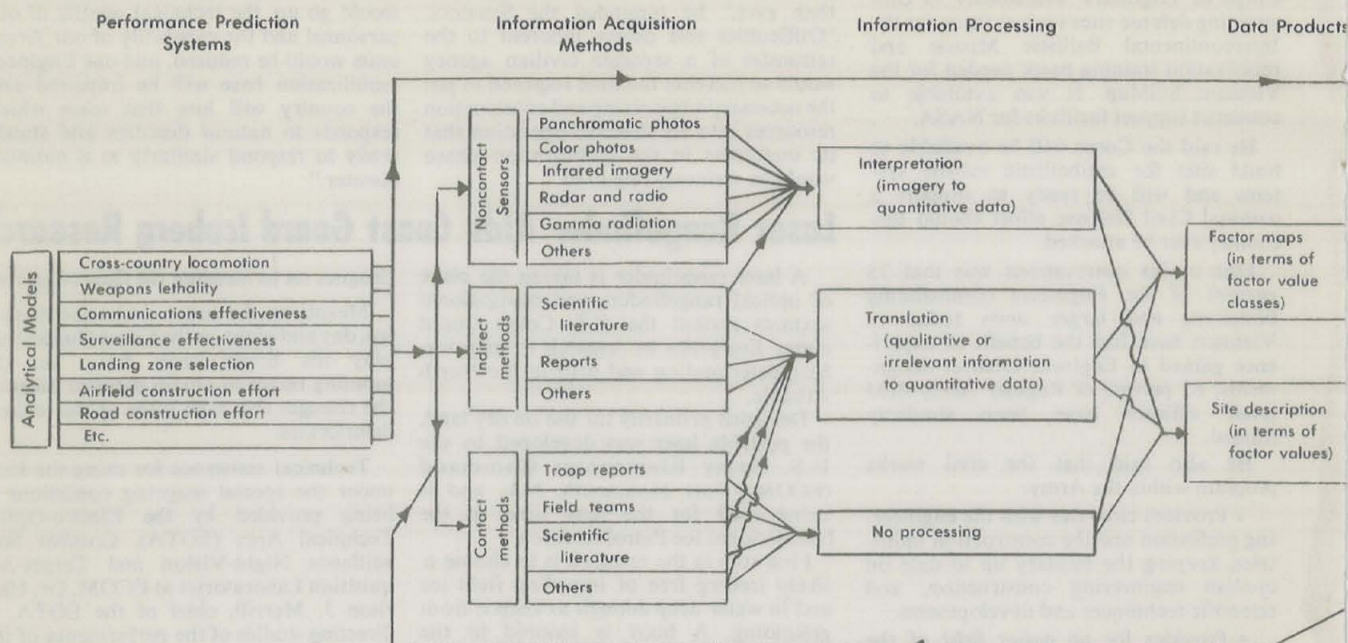 Performance Prediction
Systems
Information Acquisition
Methods
Information Processing
Data Products
Analytical Models
Cross-country locomotion
Weapons lethality
Communications effectiveness
Surveillance effectiveness
Landing zone selection
Airfield construction effort
Road construction effort
Etc.
Noncontact
Sensors
Panchromatic photos
Color photos
Infrared imagery
Radar and radio
Gamma radiation
Others
Indirect
methods
Scientific
literature
Reports
Others
Contact
methods
Troop reports
Field teams
Scientific
literature
Others
Interpretation
(imagery to
quantitative data)
Translation
(qualitative or
irrelevant information
to quantitative data)
No processing
Factor maps
(in terms of
factor value
classes)
Site description
(in terms of
factor values)